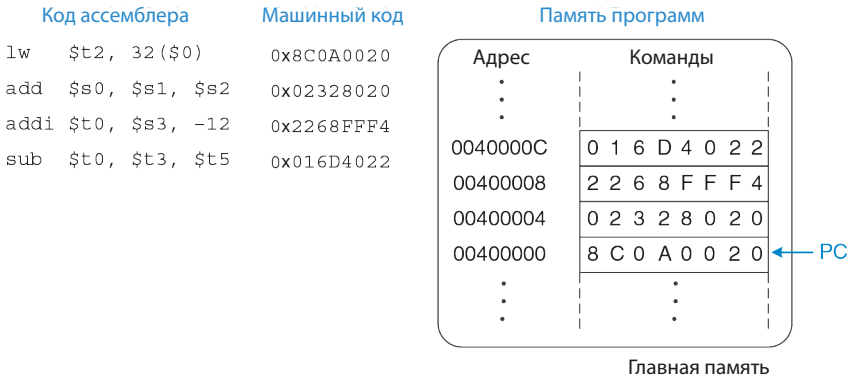 Код ассемблера Машинный код Память программ
lw $t2, 32($0) 0x8C0A0020
add $s0, $s1, $s2 0x02328020
addi $t0, $s3, -12 0x2268FFF4
sub $t0, $t3, $t5 0x016D4022
Адрес Команды
0040000C 0 1 6 D 4 0 2 2
00400008 2 2 6 8 F F F 4
00400004 0 2 3 2 8 0 2 0
00400000 8 C 0 A 0 0 2 0 PC
Главная память